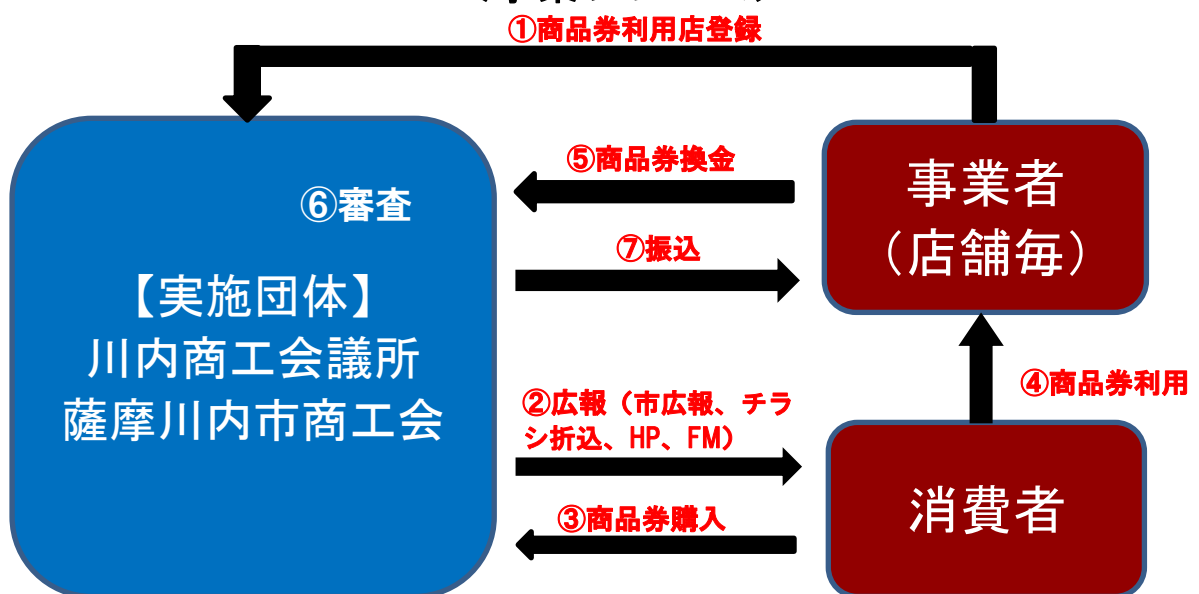 ①商品券利用店登録
⑤商品券換金
事業者
（店舗毎）
⑥審査
⑦振込
【実施団体】
川内商工会議所
薩摩川内市商工会
②広報（市広報、チラ
シ折込、HP、FM）
④商品券利用
③商品券購入
消費者